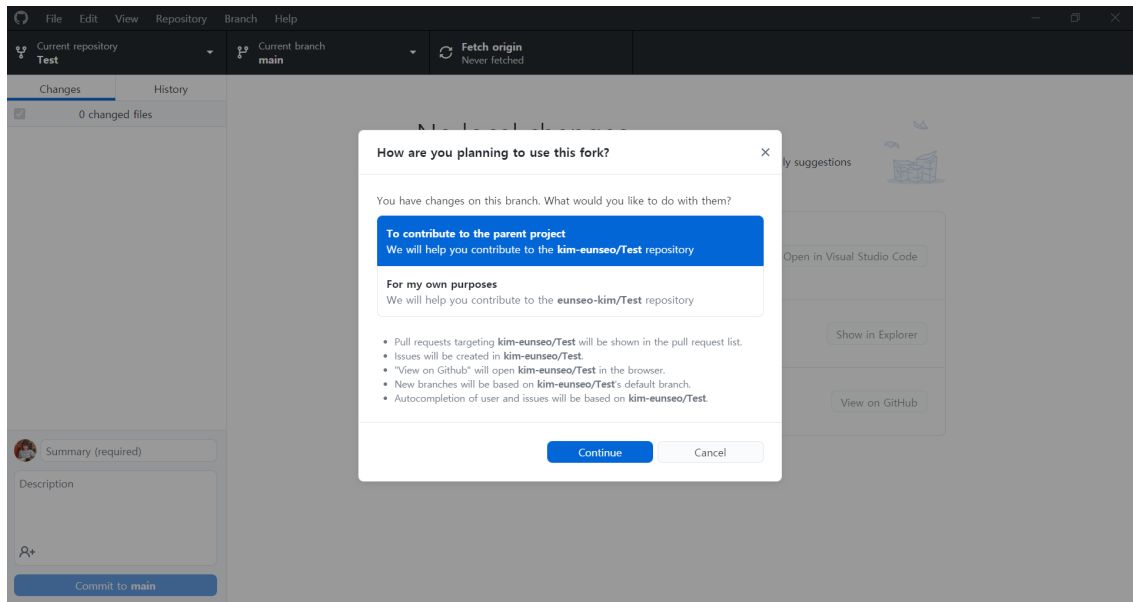 File Edit View Repository Branch Help
Current repository
Test
Current branch
main
Fetch origin
Never fetched
Changes History
0 changed files
No local changes
ly suggestions
How are you planning to use this fork?
You have changes on this branch. What would you like to do with them?
To contribute to the parent project
We will help you contribute to the kim-eunseo/Test repository
For my own purposes
We will help you contribute to the eunseo-kim/Test repository
• Pull requests targeting kim-eunseo/Test will be shown in the pull request list.
• Issues will be created in kim-eunseo/Test.
• "View on Github" will open kim-eunseo/Test in the browser.
• New branches will be based on kim-eunseo/Test's default branch.
• Autocompletion of user and issues will be based on kim-eunseo/Test.
Continue Cancel
Open in Visual Studio Code
Show in Explorer
View on GitHub
Summary (required)
Description
Commit to main